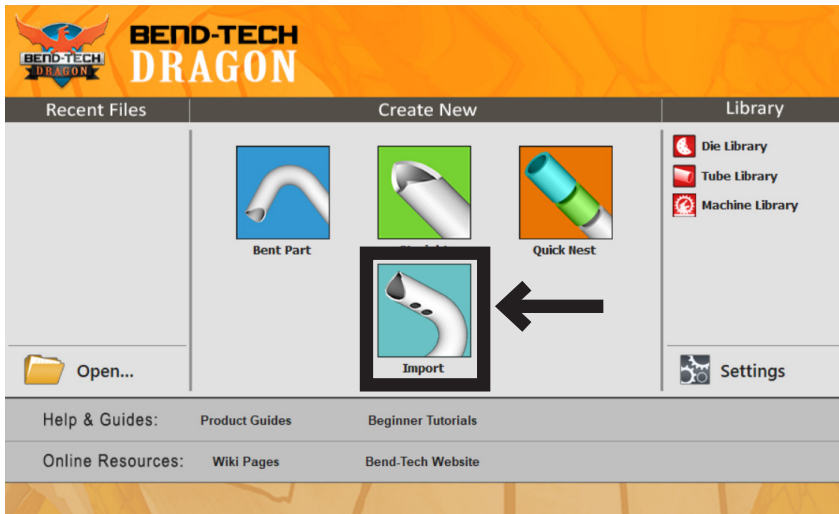 BEND-TECH
DRAGON
BEND-TECH
DRAGON
Recent Files
Create New
Library
Die Library
Tube Library
Machine Library
Bent Part
Quick Nest
Import
Open...
Settings
Help & Guides: Product Guides Beginner Tutorials
Online Resources: Wiki Pages Bend-Tech Website